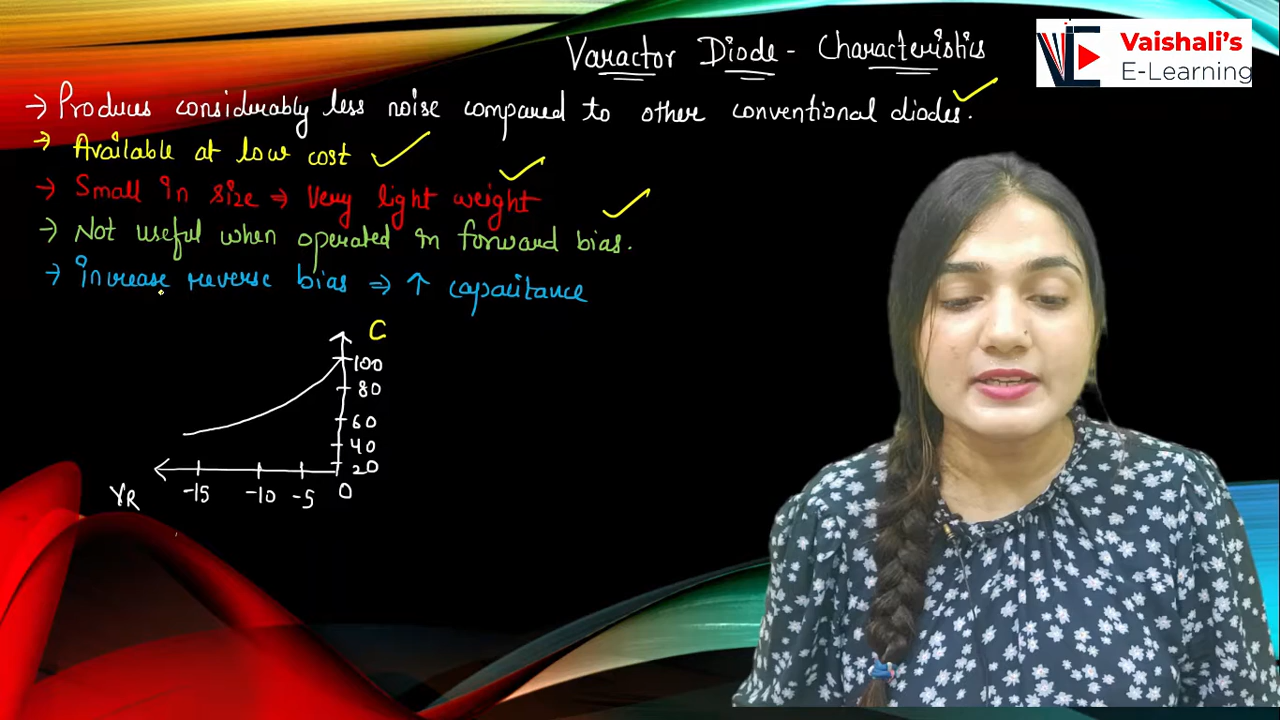 Varactor Diode - Characteristics
Vaishali's
E-Learning
→ Produces considerably less noise compared to other conventional diodes.
→ Available at low cost
→ Small in size → Very light weight
→ Not useful when operated in forward bias.
→ Increase reverse bias ⇒ ↑ capacitance
C
100
80
60
40
20
VR -15 -10 -5 0